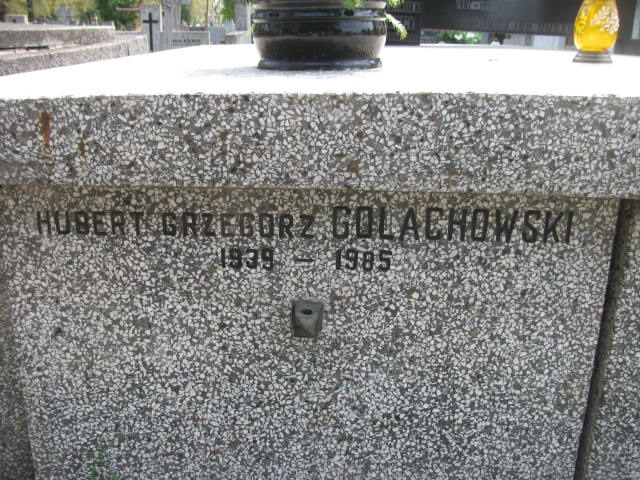 HUBERT GRZEGORZ GOLACHOWSKI
1939 - 1985